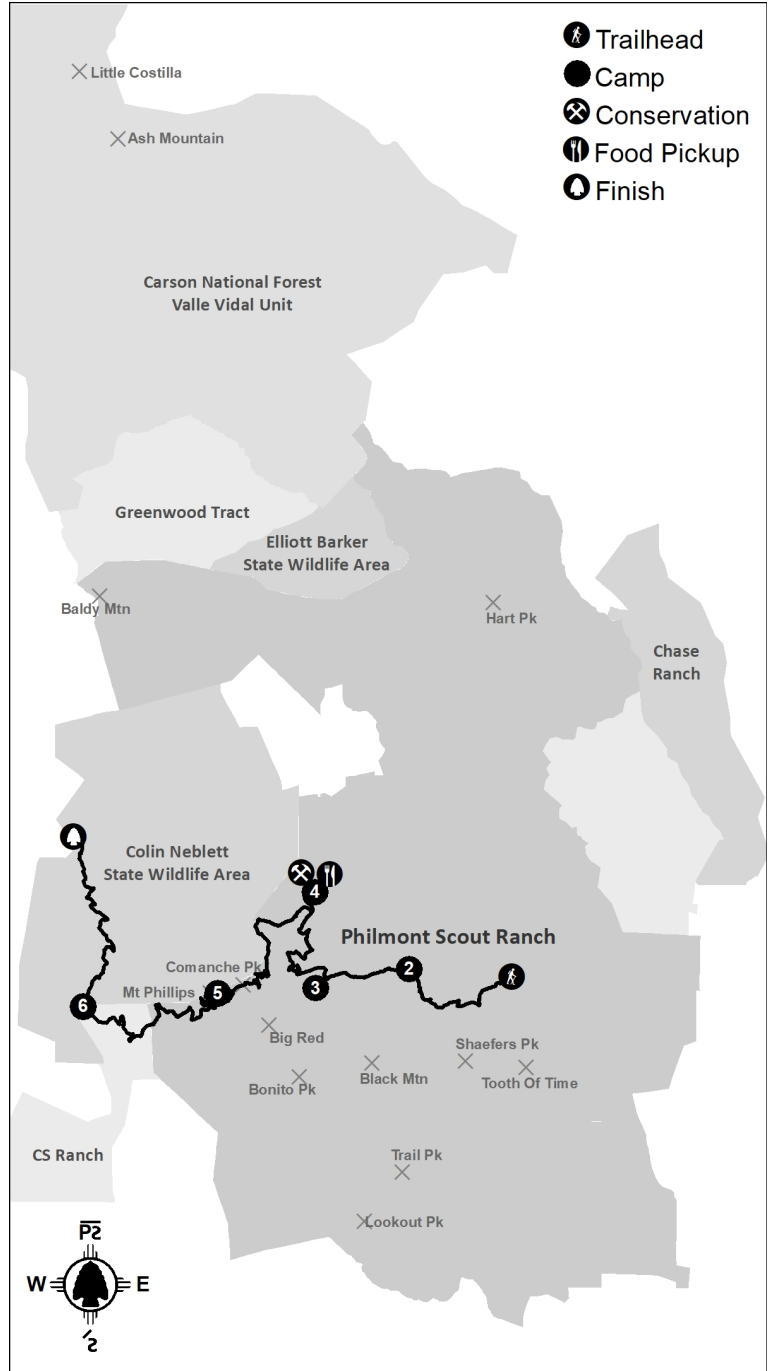 Trailhead
Camp
Conservation
Food Pickup
Finish
Little Costilla
Ash Mountain
Carson National Forest
Valle Vidal Unit
Greenwood Tract
Elliott Barker
State Wildlife Area
Baldy Mtn
Hart Pk
Chase
Ranch
Colin Neblett
State Wildlife Area
4
Philmont Scout Ranch
Comanche Pk
2
Mt Phillips
5
3
6
Big Red
Shaefers Pk
Black Mtn
Tooth Of Time
Bonito Pk
CS Ranch
Trail Pk
Lookout Pk
W
E